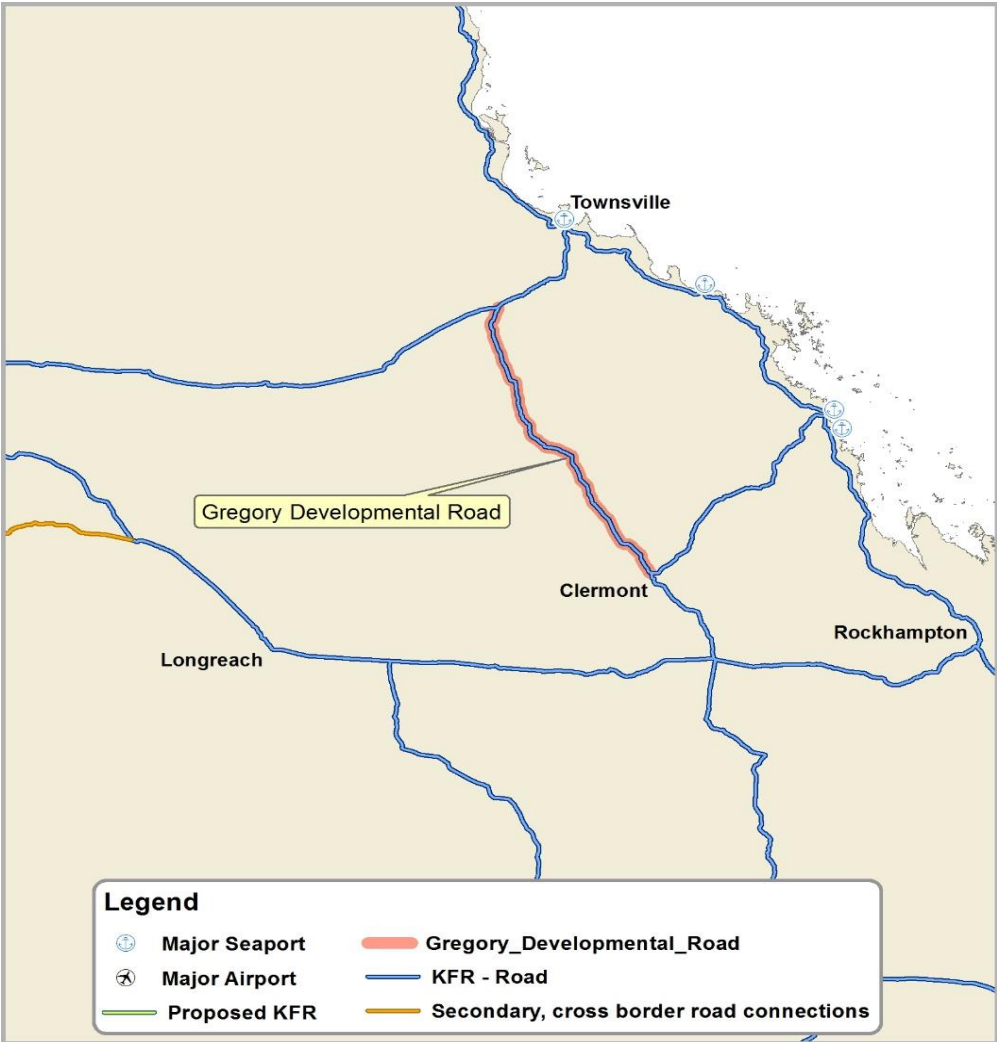 Townsville
Gregory Developmental Road
Clermont
Rockhampton
Longreach
Legend
Major Seaport
Gregory_Developmental_Road
Major Airport
KFR - Road
Proposed KFR
Secondary, cross border road connections